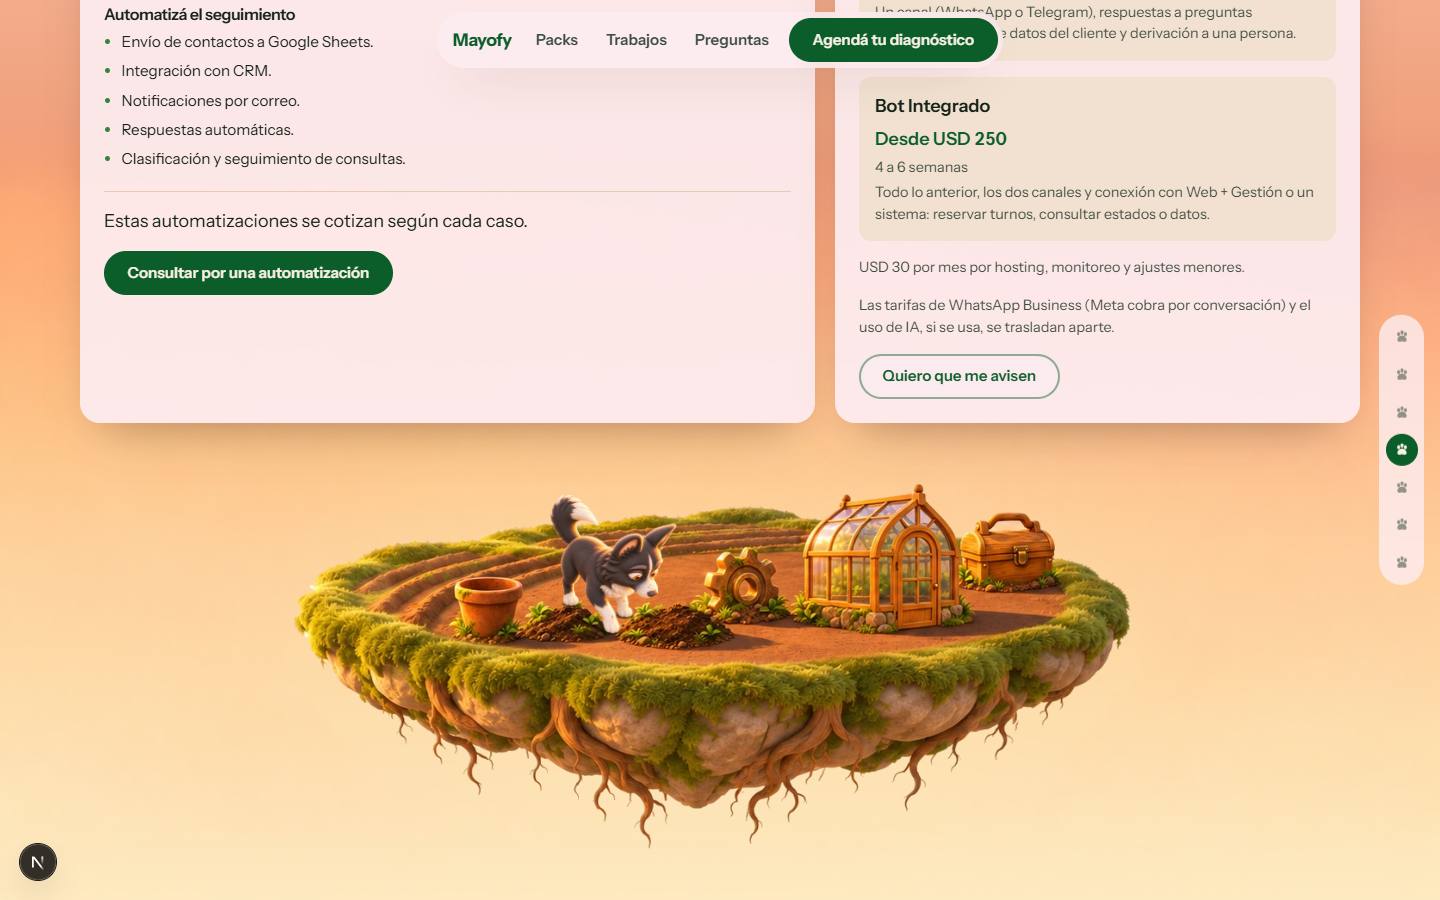 Mayofy Packs Trabajos Preguntas Agendá tu diagnóstico
Automatizá el seguimiento
Envío de contactos a Google Sheets.
Integración con CRM.
Notificaciones por correo.
Respuestas automáticas.
Clasificación y seguimiento de consultas.
Estas automatizaciones se cotizan según cada caso.
Consultar por una automatización
Un canal (WhatsApp o Telegram), respuestas a preguntas
datos del cliente y derivación a una persona.
Bot Integrado
Desde USD 250
4 a 6 semanas
Todo lo anterior, los dos canales y conexión con Web + Gestión o un
sistema: reservar turnos, consultar estados o datos.
USD 30 por mes por hosting, monitoreo y ajustes menores.
Las tarifas de WhatsApp Business (Meta cobra por conversación) y el
uso de IA, si se usa, se trasladan aparte.
Quiero que me avisen
N